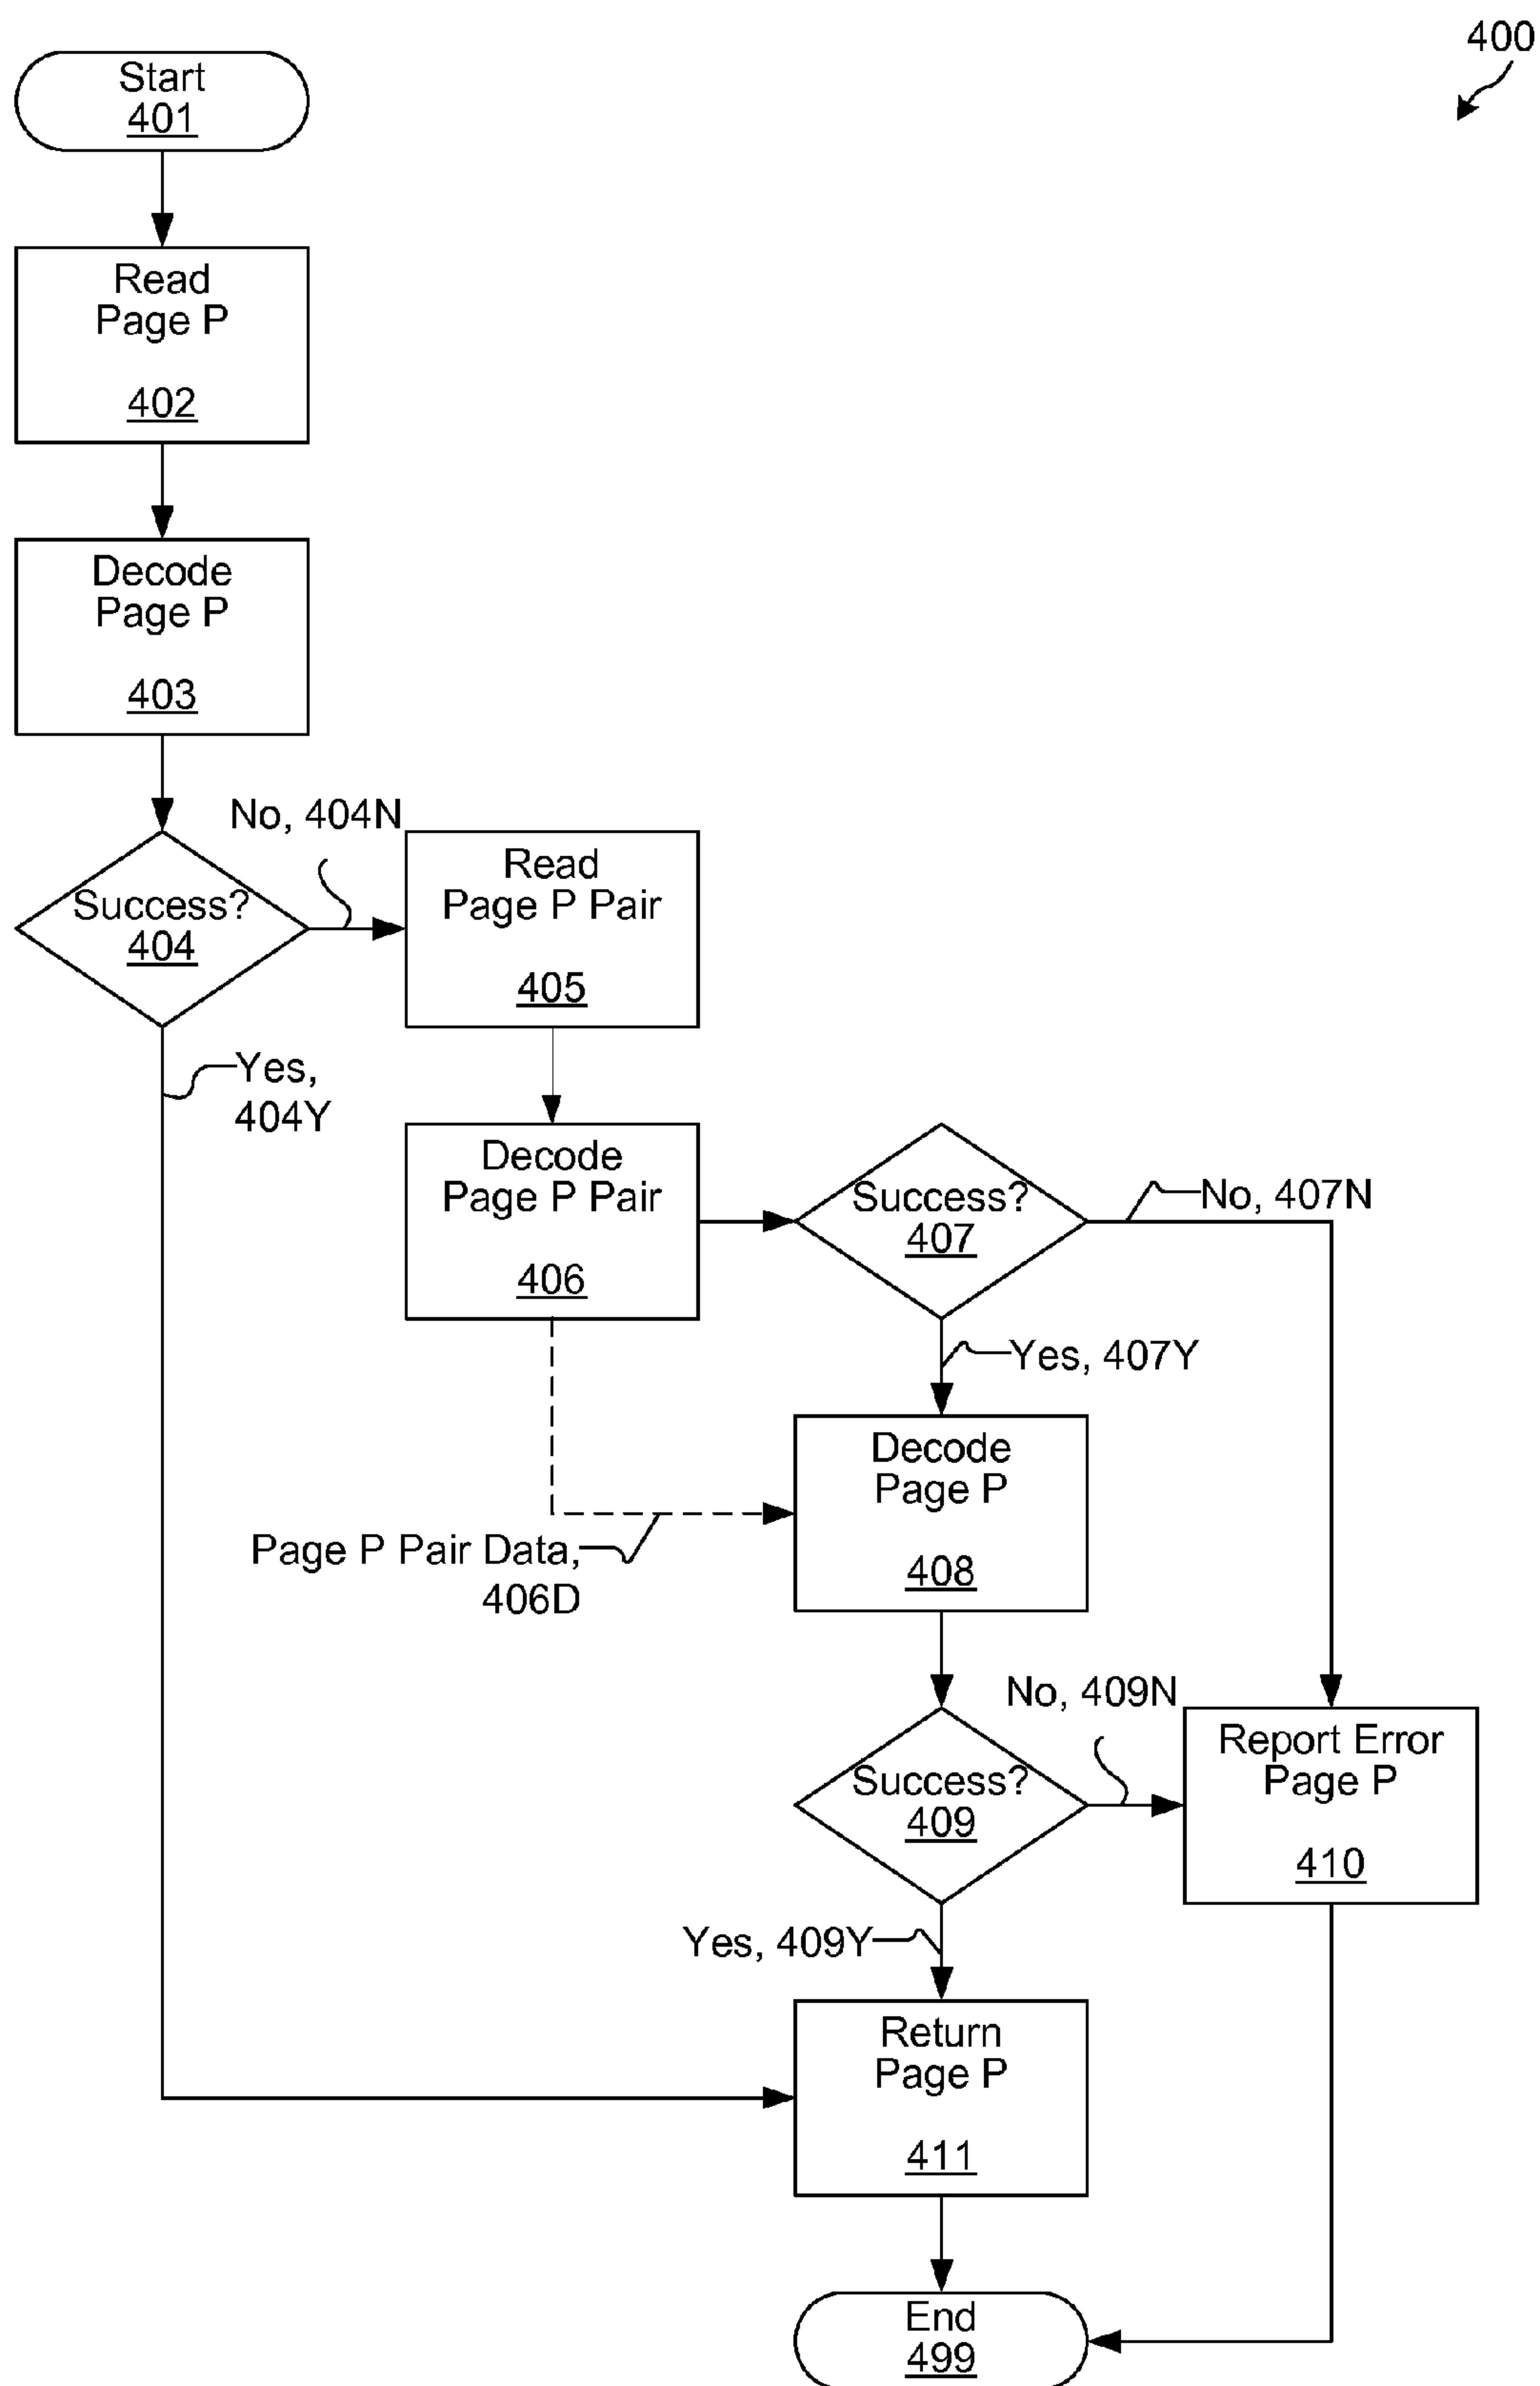 400
Start
401
Read
Page P
402
Decode
Page P
403
No, 404N
Success?
404
Read
Page P Pair
405
Yes,
404Y
Decode
Page P Pair
406
Success?
407
No, 407N
Yes, 407Y
Decode
Page P
408
Page P Pair Data,
406D
No, 409N
Success?
409
Report Error
Page P
410
Yes, 409Y
Return
Page P
411
End
499